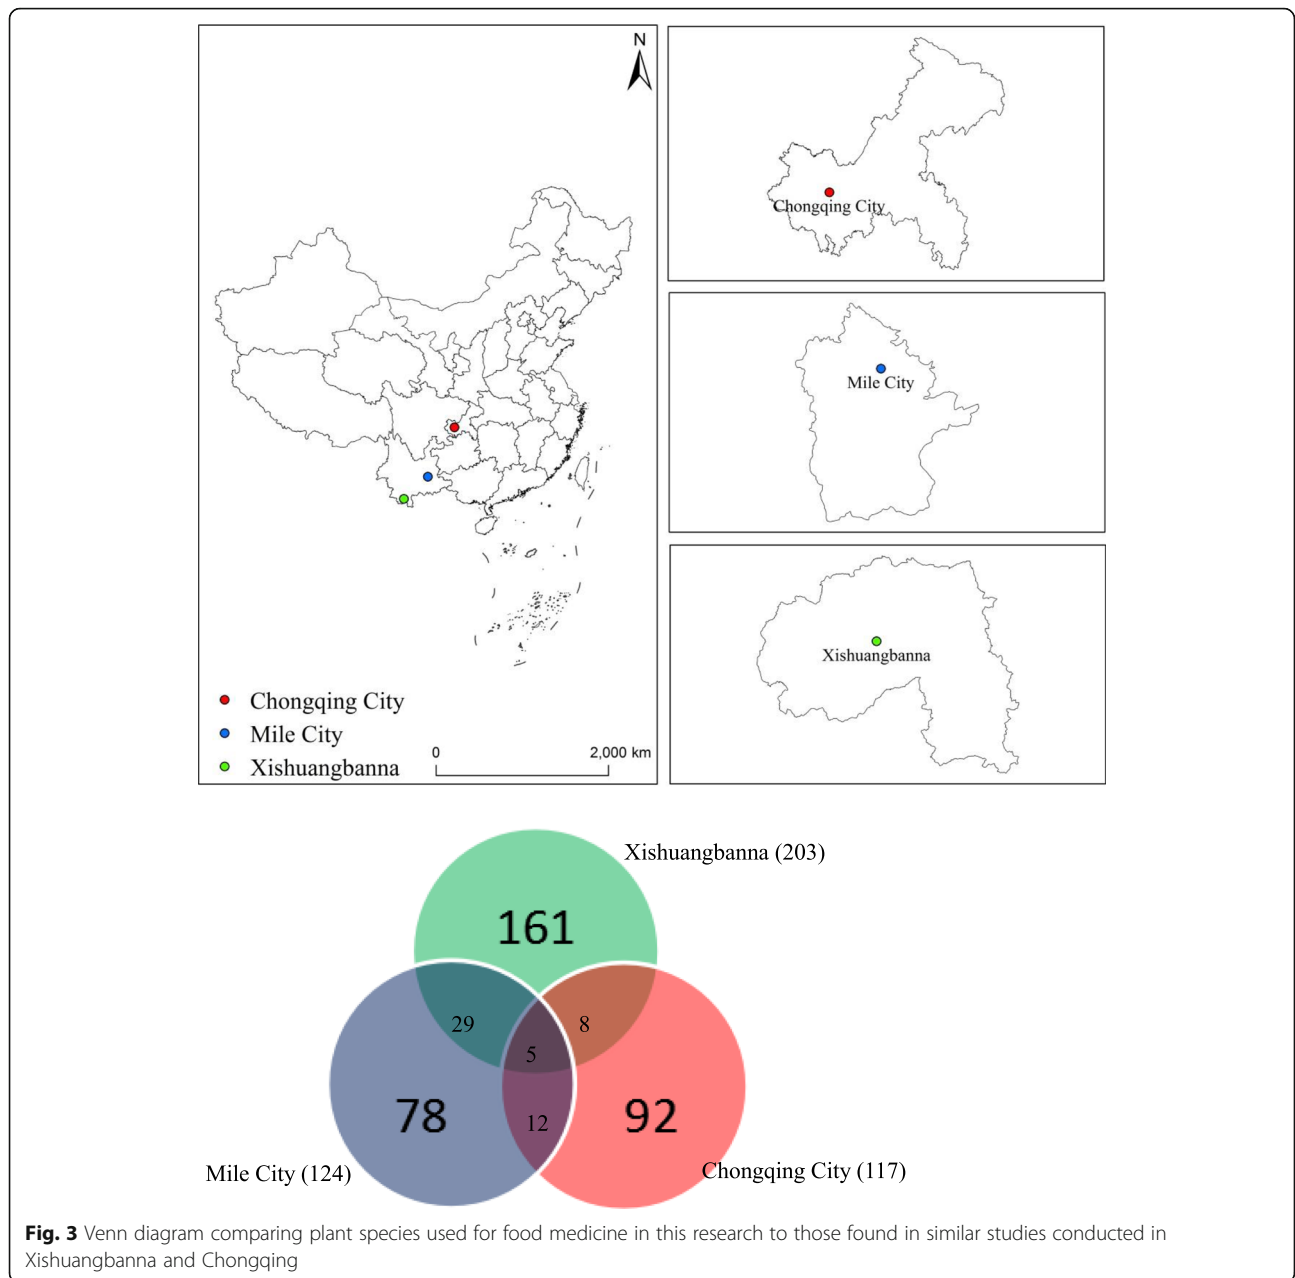 N
Chongqing City
Mile City
Xishuangbanna
0 2,000 km
Chongqing City
Mile City
Xishuangbanna
Xishuangbanna (203)
161
29
8
5
78
12
92
Mile City (124)
Chongqing City (117)
Fig. 3 Venn diagram comparing plant species used for food medicine in this research to those found in similar studies conducted in
Xishuangbanna and Chongqing